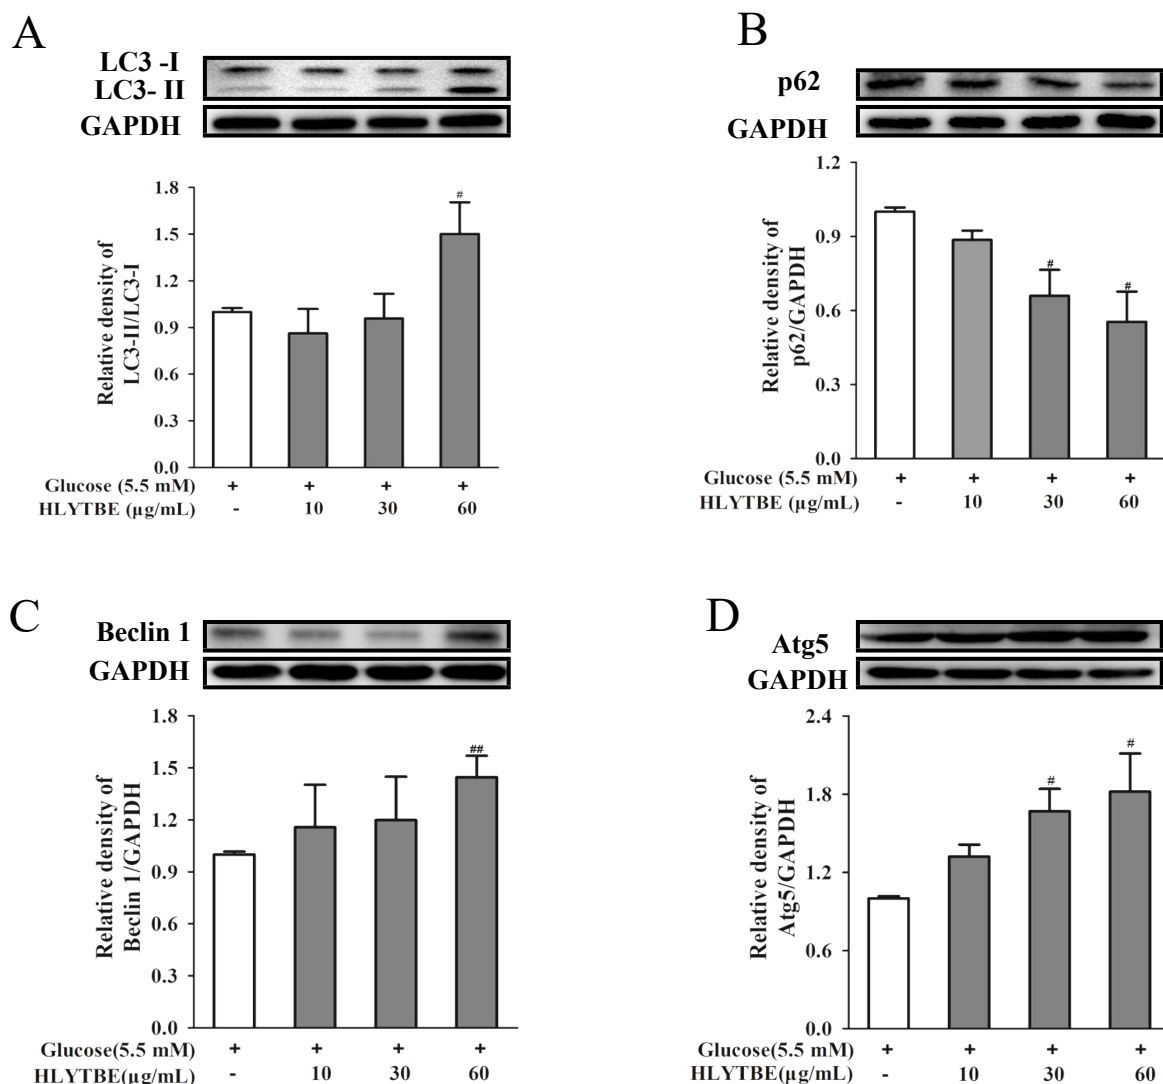 A
LC3 -I
LC3- II
GAPDH
1.8
1.5
1.2
0.9
0.6
0.3
0.0
Relative density of
LC3-II/LC3-I
#
Glucose (5.5 mM) + + + +
HLYTBE (µg/mL) - 10 30 60
B
p62
GAPDH
1.2
0.9
0.6
0.3
0.0
Relative density of
p62/GAPDH
#
#
Glucose (5.5 mM) + + + +
HLYTBE (µg/mL) - 10 30 60
C
Beclin 1
GAPDH
1.8
1.5
1.2
0.9
0.6
0.3
0.0
Relative density of
Beclin 1/GAPDH
##
Glucose(5.5 mM) + + + +
HLYTBE(µg/mL) - 10 30 60
D
Atg5
GAPDH
2.4
1.8
1.2
0.6
0.0
Relative density of
Atg5/GAPDH
#
#
Glucose(5.5 mM) + + + +
HLYTBE(µg/mL) - 10 30 60